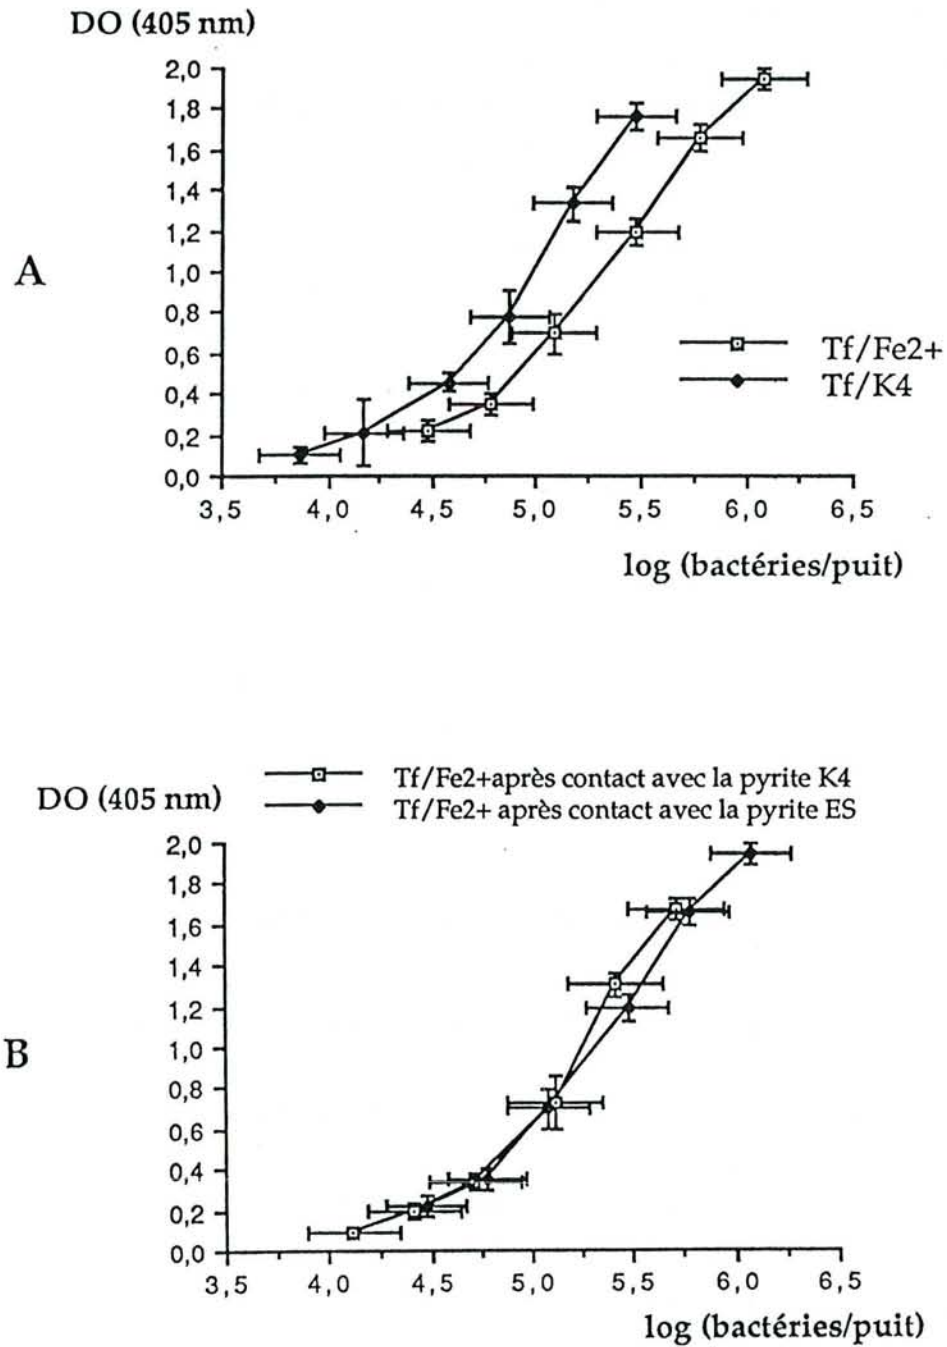 DO (405 nm)
2,0
1,8
1,6
1,4
1,2
1,0
0,8
0,6
0,4
0,2
0,0
A
Tf/Fe2+
Tf/K4
3,5 4,0 4,5 5,0 5,5 6,0 6,5
log (bactéries/puit)
Tf/Fe2+après contact avec la pyrite K4
Tf/Fe2+ après contact avec la pyrite ES
DO (405 nm)
2,0
1,8
1,6
1,4
1,2
1,0
0,8
0,6
0,4
0,2
0,0
B
3,5 4,0 4,5 5,0 5,5 6,0 6,5
log (bactéries/puit)